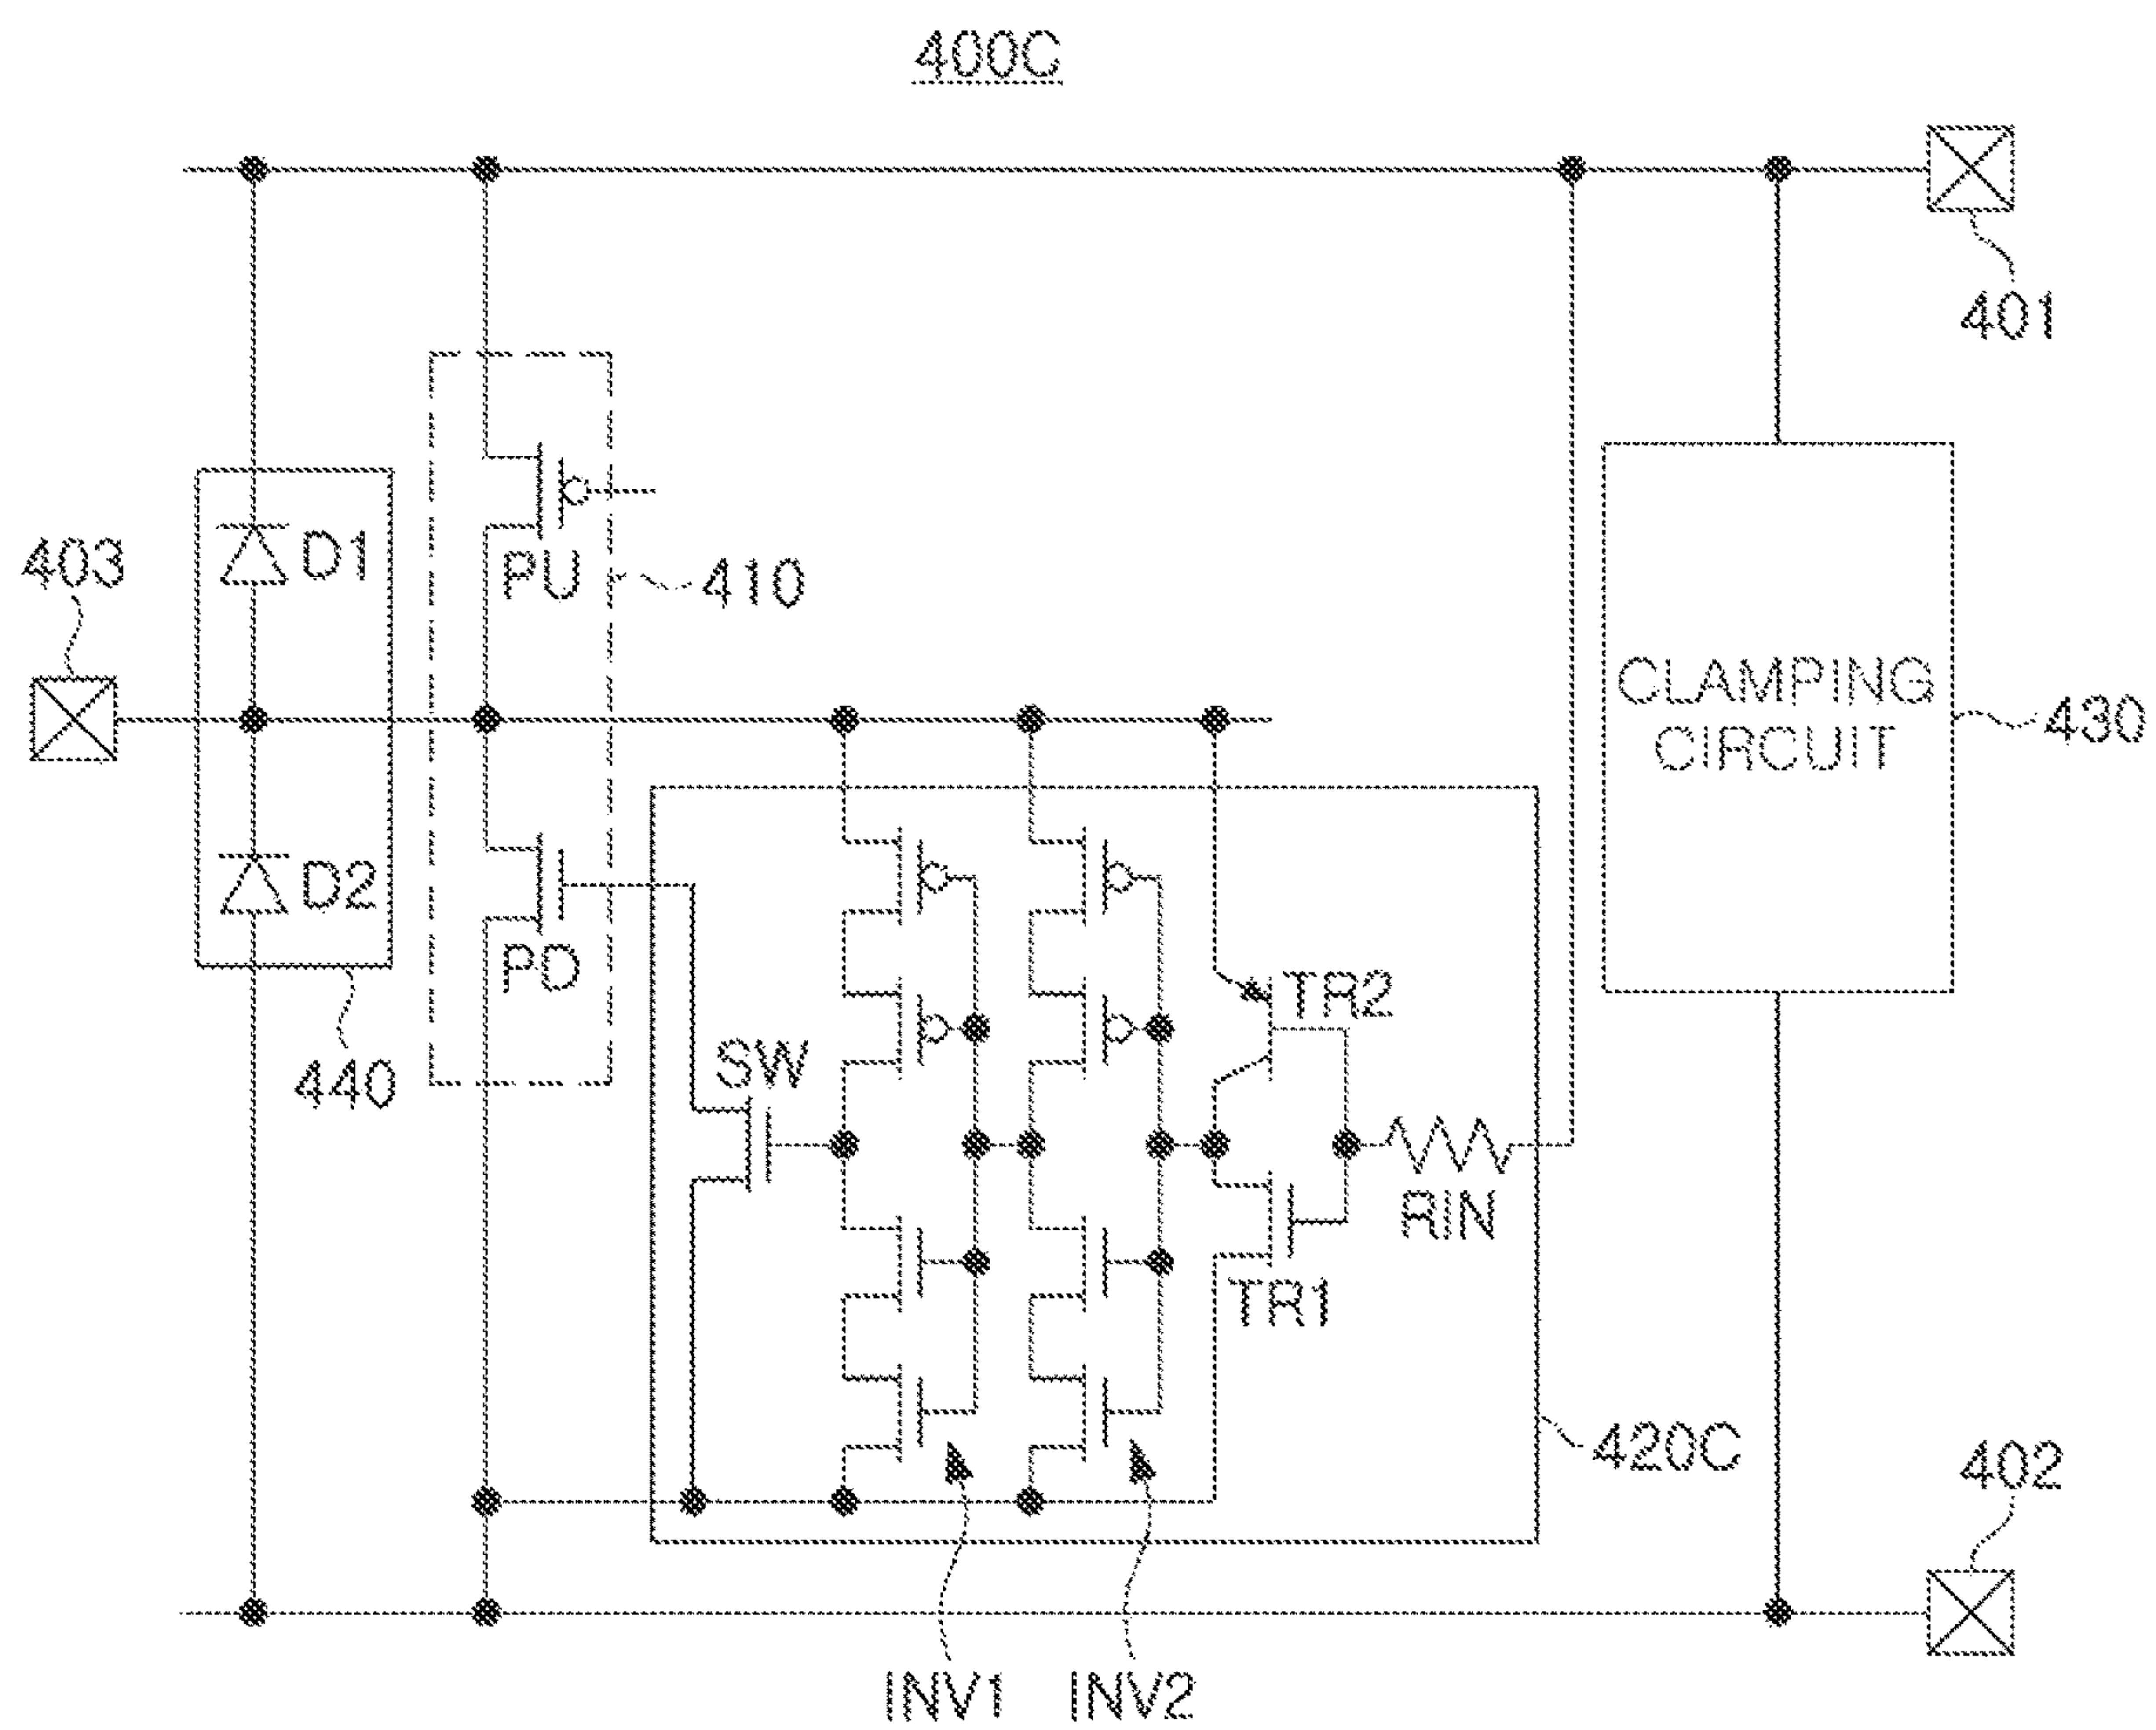 400C
401
403
D1
PU
410
CLAMPING
CIRCUIT
430
D2
PD
TR2
SW
440
RIN
TR1
420C
402
INV1
INV2